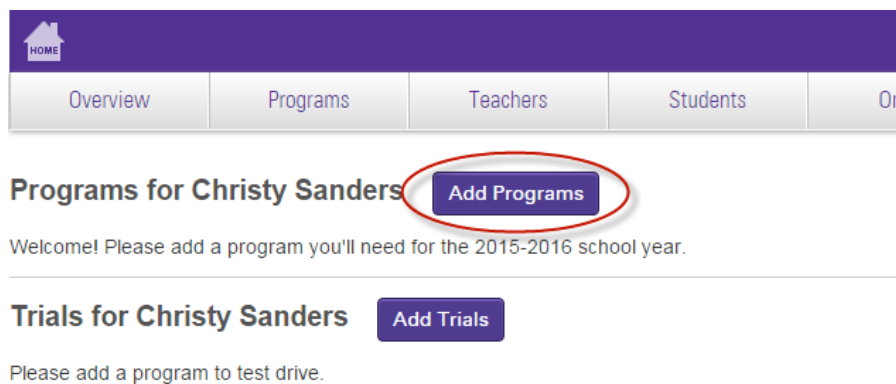 HOME
Overview Programs Teachers Students
Programs for Christy Sanders Add Programs
Welcome! Please add a program you'll need for the 2015-2016 school year.
Trials for Christy Sanders Add Trials
Please add a program to test drive.